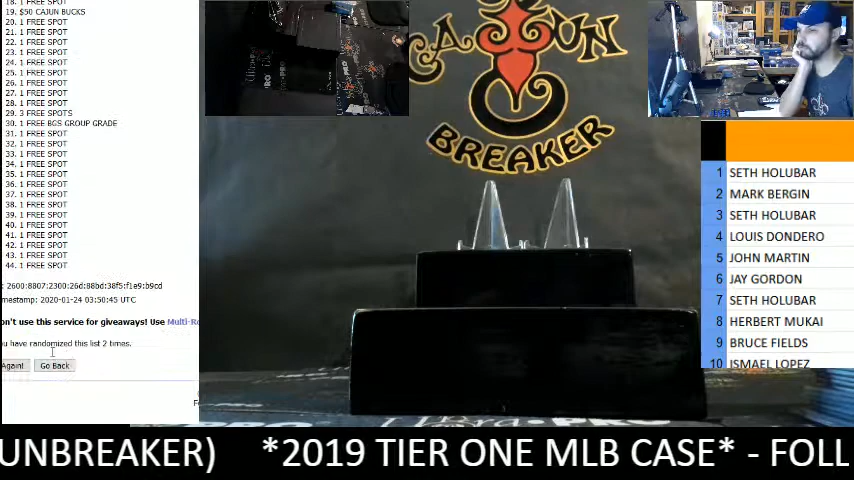 18. 1 FREE SPOT
19. $50 CAJUN BUCKS
20. 1 FREE SPOT
21. 1 FREE SPOT
22. 1 FREE SPOT
23. 1 FREE SPOT
24. 1 FREE SPOT
25. 1 FREE SPOT
26. 1 FREE SPOT
27. 1 FREE SPOT
28. 1 FREE SPOT
29. 3 FREE SPOTS
30. 1 FREE BGS GROUP GRADE
31. 1 FREE SPOT
32. 1 FREE SPOT
33. 1 FREE SPOT
34. 1 FREE SPOT
35. 1 FREE SPOT
36. 1 FREE SPOT
37. 1 FREE SPOT
38. 1 FREE SPOT
39. 1 FREE SPOT
40. 1 FREE SPOT
41. 1 FREE SPOT
42. 1 FREE SPOT
43. 1 FREE SPOT
44. 1 FREE SPOT
: 2600:8807:2300:26d:88bd:38f5:f1e9:b9cd
mestamp: 2020-01-24 03:50:45 UTC
on't use this service for giveaways! Use Multi-R
ou have randomized this list 2 times.
Again! Go Back
CAJUN
BREAKER
1 SETH HOLUBAR
2 MARK BERGIN
3 SETH HOLUBAR
4 LOUIS DONDERO
5 JOHN MARTIN
6 JAY GORDON
7 SETH HOLUBAR
8 HERBERT MUKAI
9 BRUCE FIELDS
10 ISMAEL LOPEZ
Ultra·PRO
UNBREAKER) *2019 TIER ONE MLB CASE* - FOLL